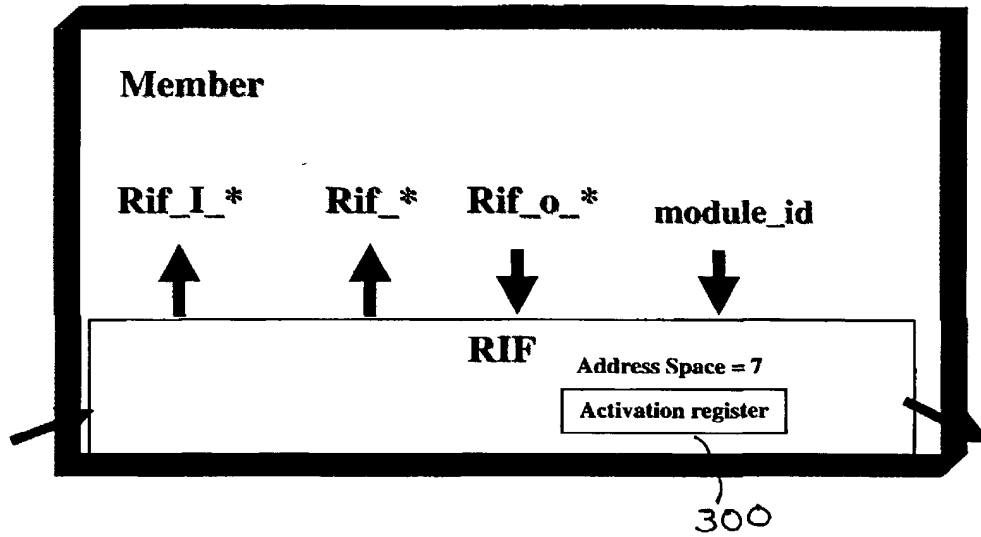 Member
Rif_I_* Rif_* Rif_o_* module_id
RIF
Address Space = 7
Activation register
300